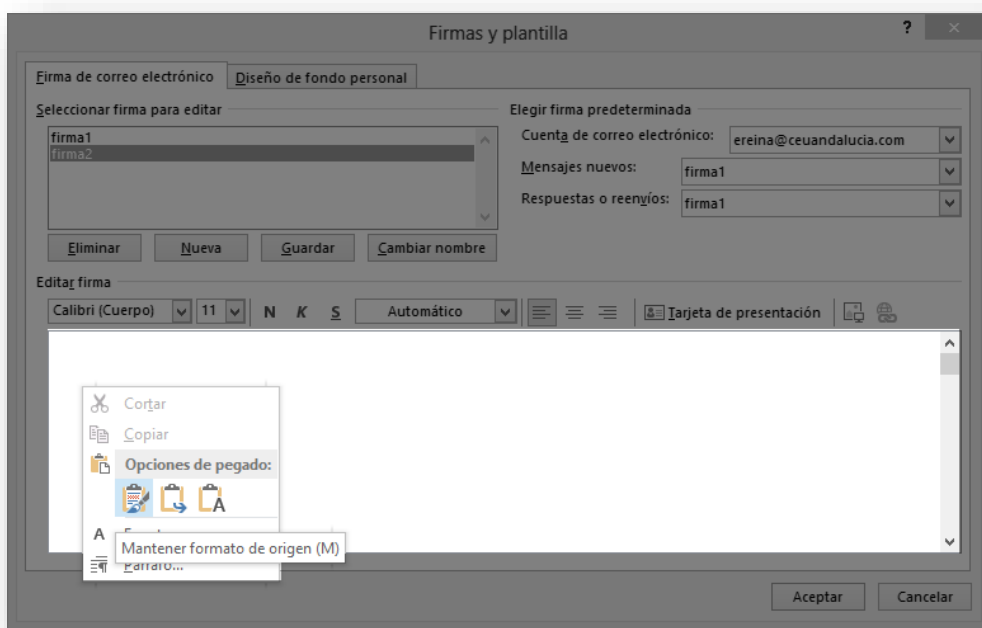 Firmas y plantilla
?
Firma de correo electrónico
Diseño de fondo personal
Seleccionar firma para editar
Elegir firma predeterminada
firma1
firma2
Cuenta de correo electrónico: ereina@ceuandalucia.com
Mensajes nuevos: firma1
Respuestas o reenvíos: firma1
Eliminar Nueva Guardar Cambiar nombre
Editar firma
Calibri (Cuerpo) 11 N K S Automático Tarjeta de presentación
Cortar
Copiar
Opciones de pegado:
A
Mantener formato de origen (M)
Párrafo...
Aceptar Cancelar